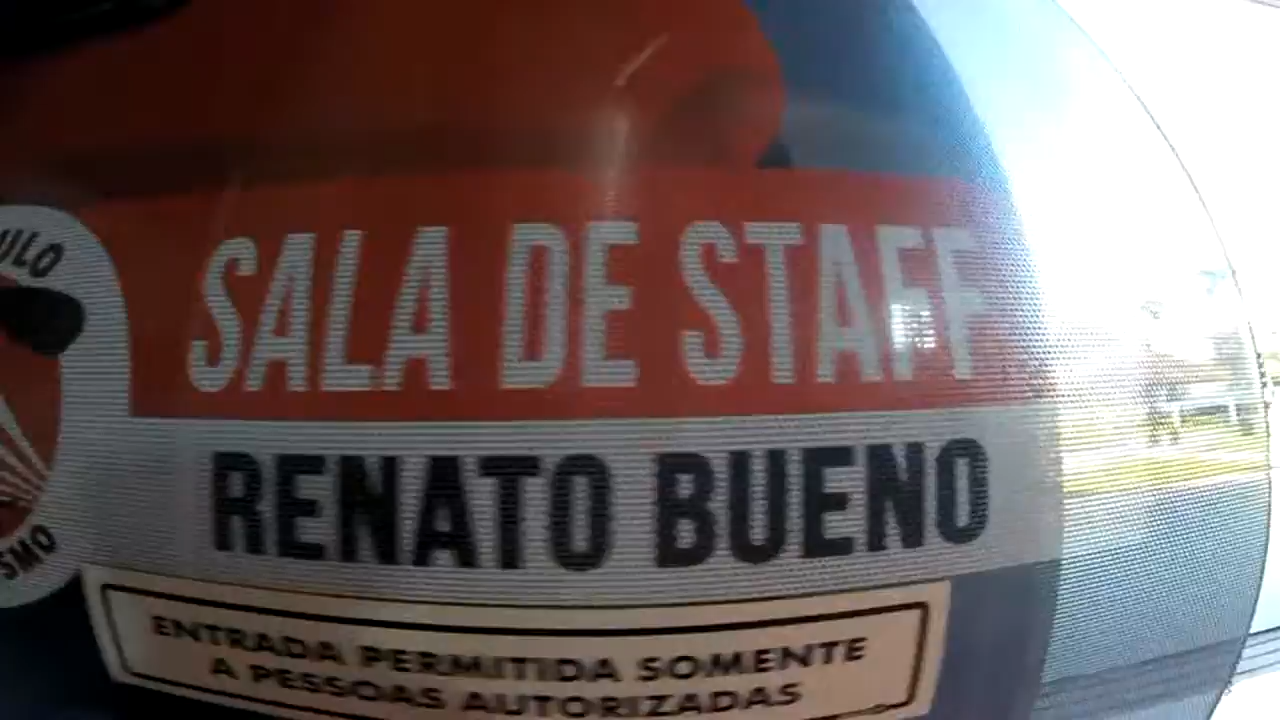 SALA DE STAFF
RENATO BUENO
ENTRADA PERMITIDA SOMENTE
A PESSOAS AUTORIZADAS